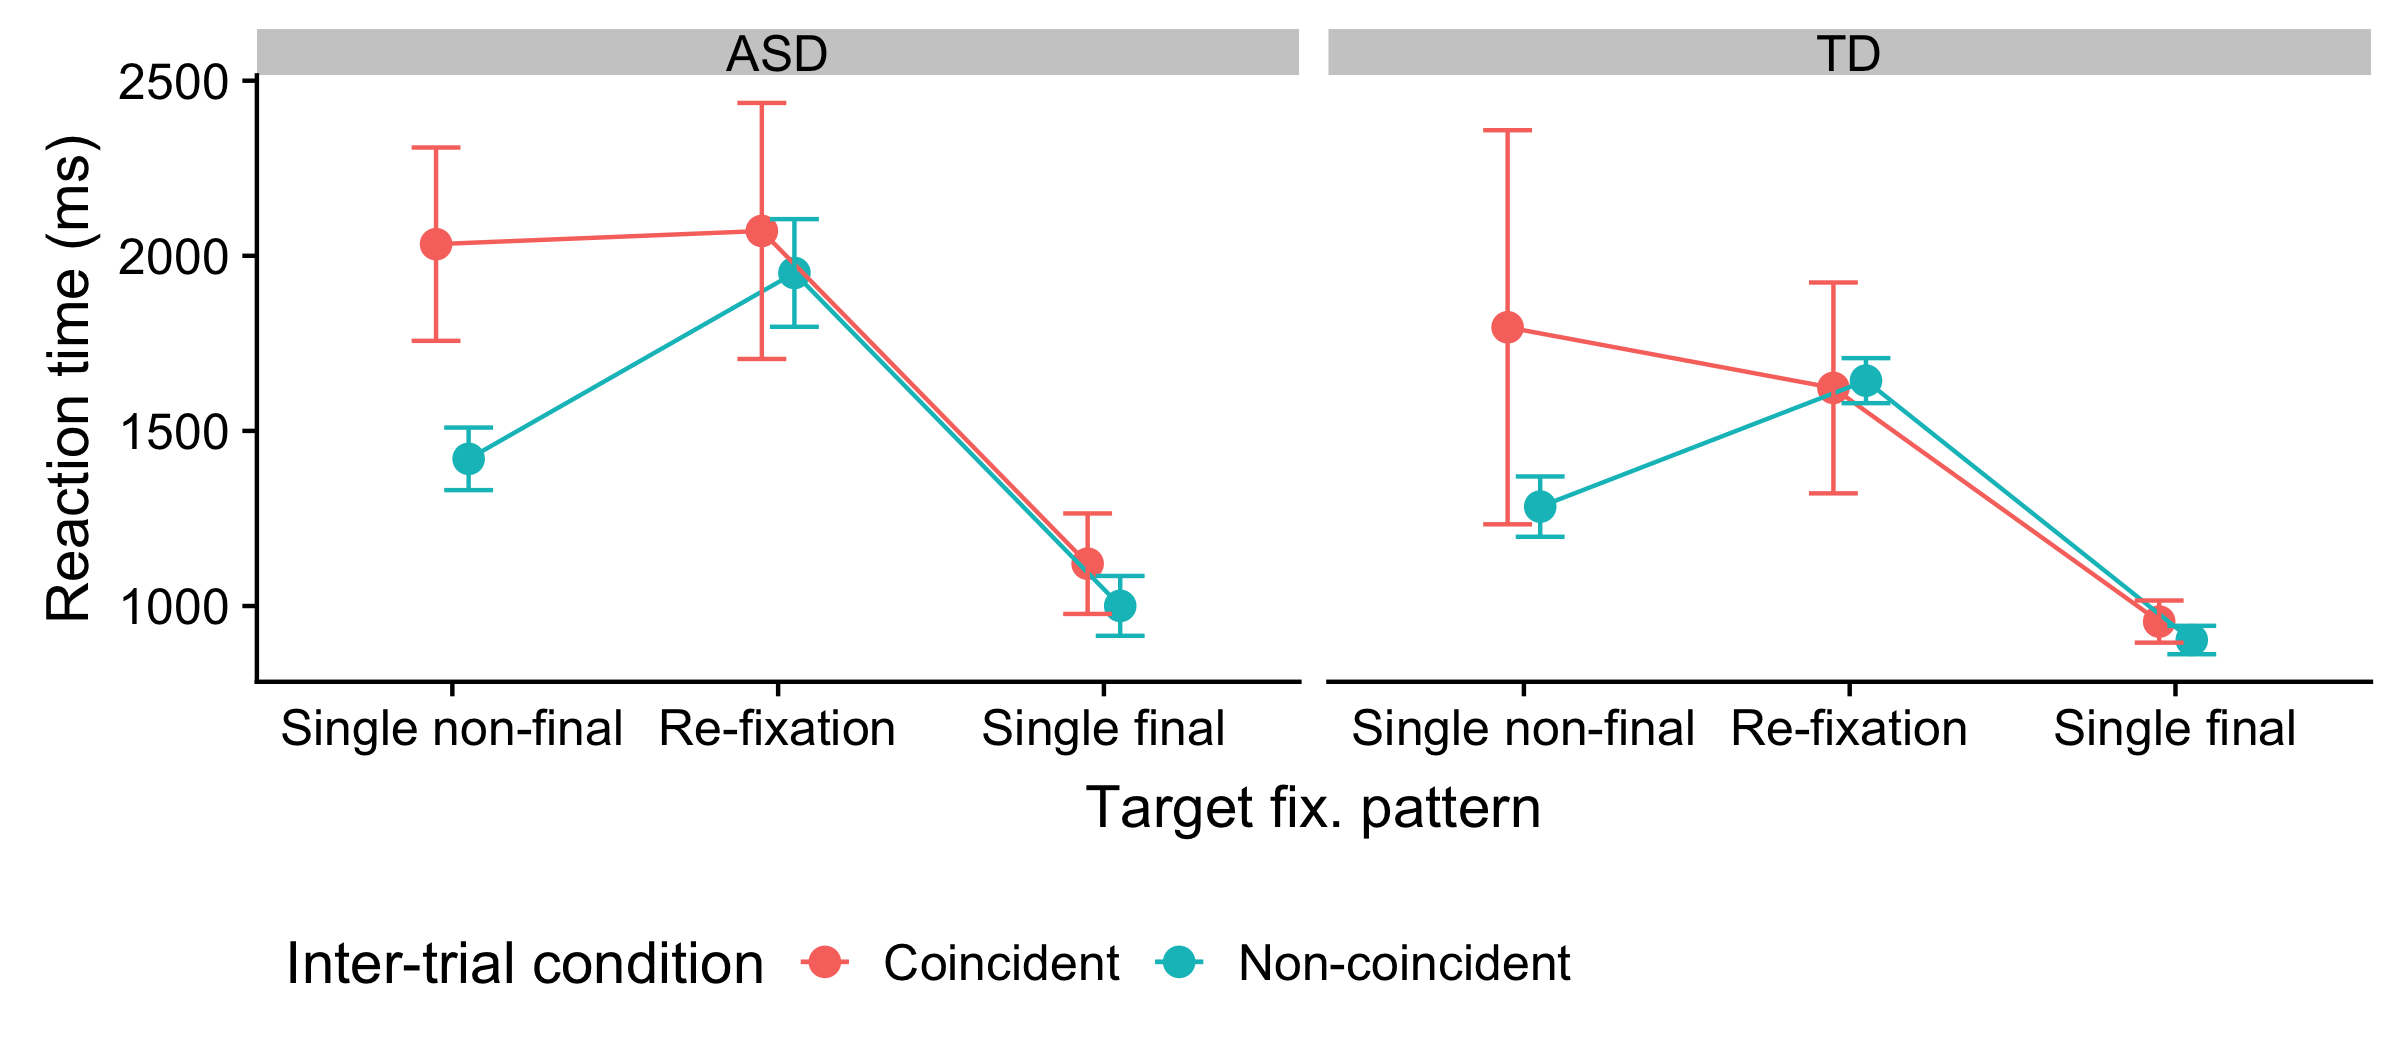 ASD
TD
2500
2000
1500
1000
Reaction time (ms)
Single non-final Re-fixation Single final
Single non-final Re-fixation Single final
Target fix. pattern
Inter-trial condition Coincident Non-coincident